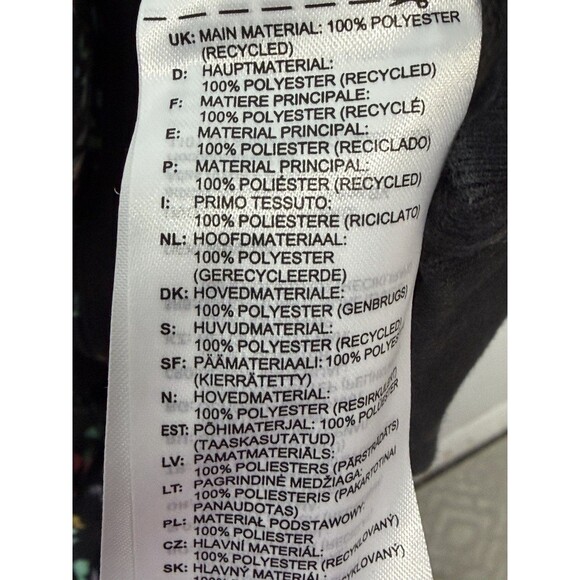 UK: MAIN MATERIAL: 100% POLYESTER
(RECYCLED)
D: HAUPTMATERIAL:
100% POLYESTER (RECYCLED)
F: MATIERE PRINCIPALE:
100% POLYESTER (RECYCLÉ)
E: MATERIAL PRINCIPAL:
100% POLYESTER (RECICLADO)
P: MATERIAL PRINCIPAL:
100% POLIÉSTER (RECYCLED)
I: PRIMO TESSUTO:
100% POLIESTERE (RICICLATO)
NL: HOOFDMATERIAAL:
100% POLYESTER
(GERECYCLEERDE)
DK: HOVEDMATERIALE:
100% POLYESTER (GENBRUGS)
S: HUVUDMATERIAL:
100% POLYESTER (RECYCLED)
SF: PÄÄMATERIAALI: 100% POLYES
(KIERRÄTETTY)
N: HOVEDMATERIAL:
100% POLYESTER (RESIRKULERT)
EST: PÕHIMATERJAL: 100% POLÜESTER
(TAASKASUTATUD)
LV: PAMATMATERIĀLS:
100% POLIESTERS (PĀRSTRĀDĀTS)
LT: PAGRINDINĖ MEDŽIAGA:
100% POLIESTERIS (PAKARTOTINAI
PANAUDOTAS)
PL: MATERIAŁ PODSTAWOWY:
100% POLIESTER
CZ: HLAVNÍ MATERIÁL:
100% POLYESTER (RECYKLOVANÝ)
SK: HLAVNÝ MATERIÁL:
100% POLYESTER (RECYKLOVANÝ)